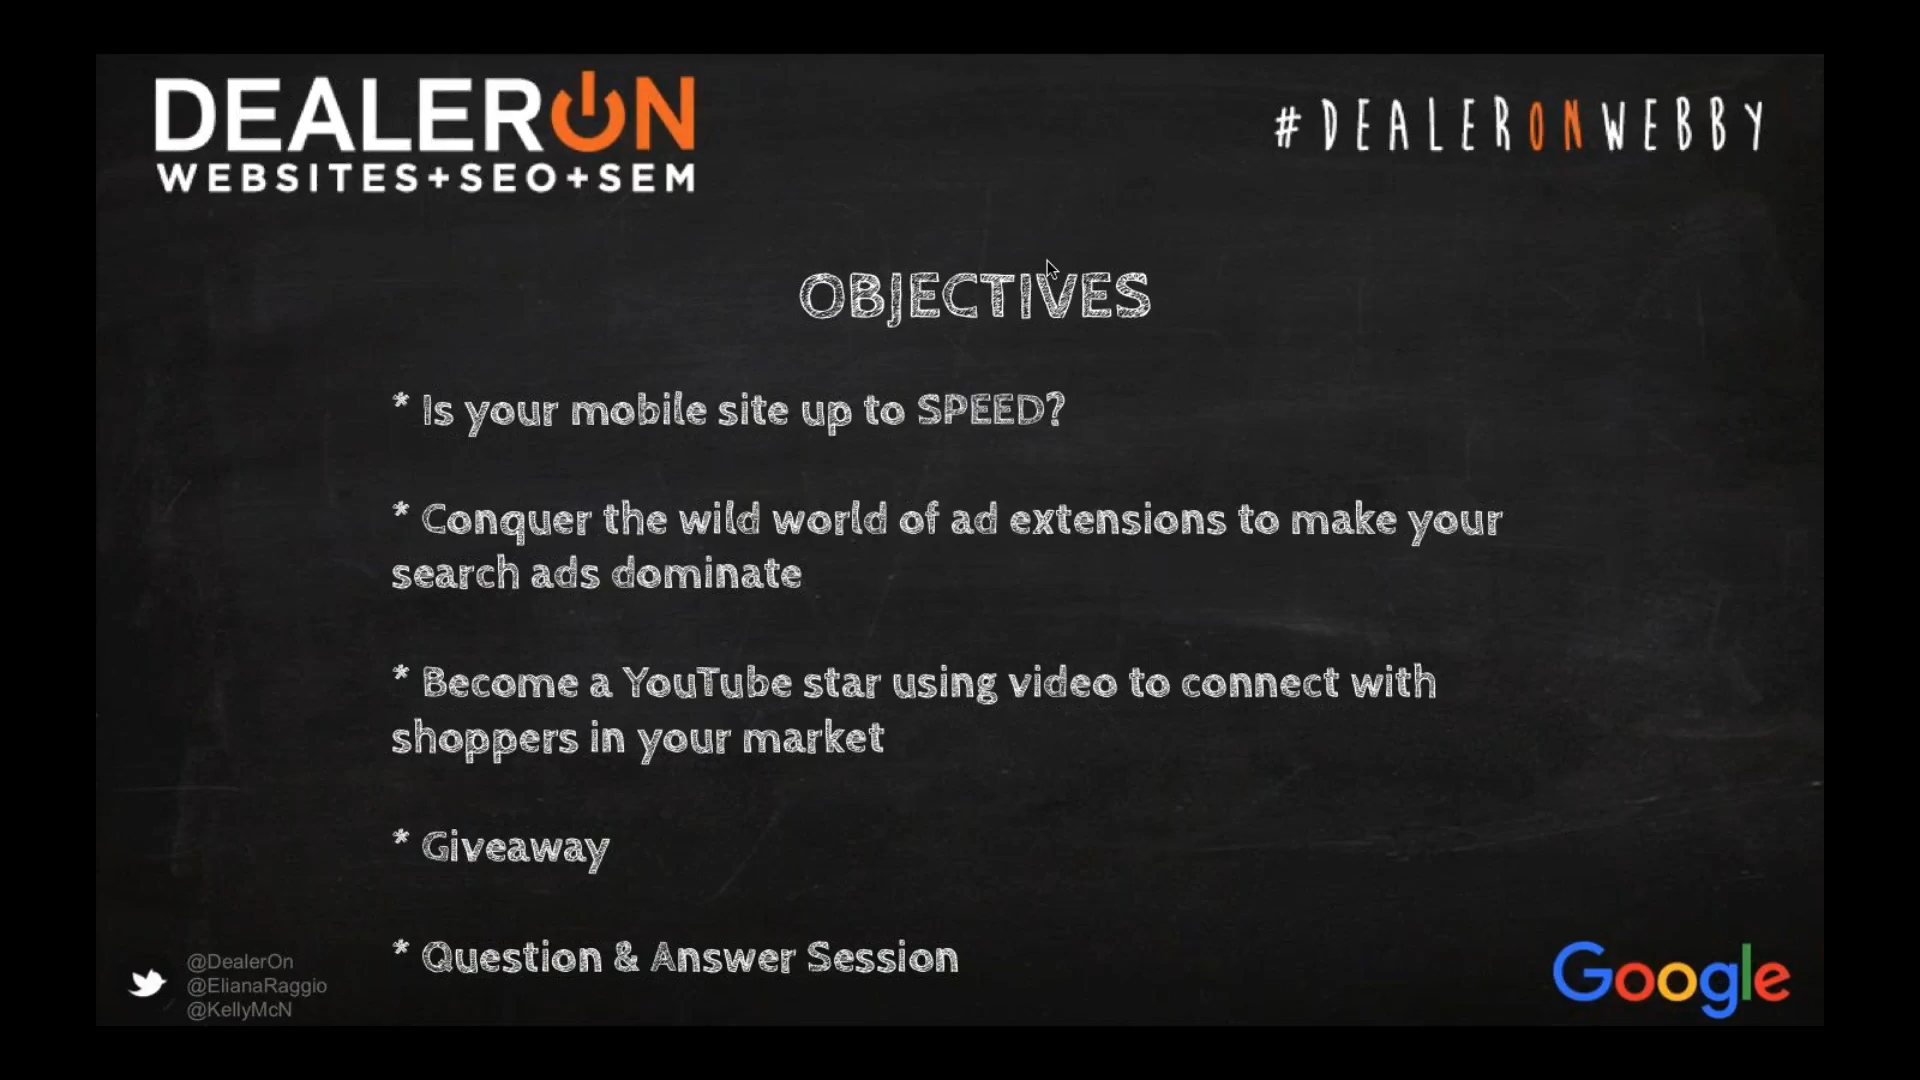 DEALERON
WEBSITES+SEO+SEM
#DEALERONWEBBY
OBJECTIVES
* Is your mobile site up to SPEED?
* Conquer the wild world of ad extensions to make your
search ads dominate
* Become a YouTube star using video to connect with
shoppers in your market
* Giveaway
* Question & Answer Session
@DealerOn
@ElianaRaggio
@KellyMcN
Google